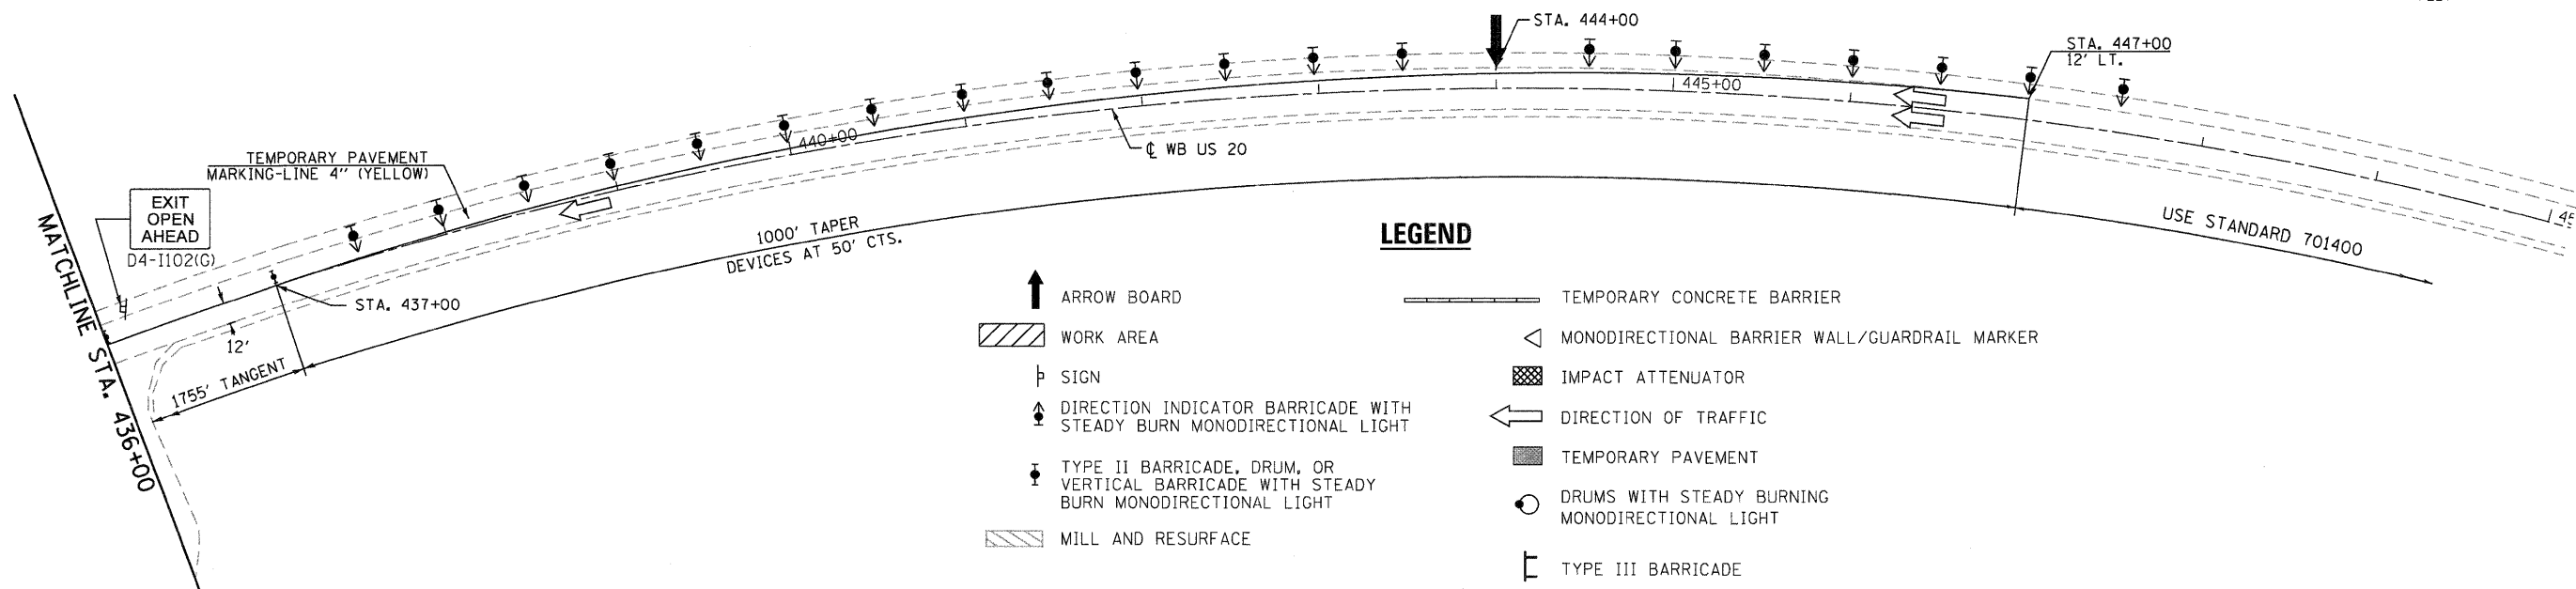 STA. 444+00
STA. 447+00
12' LT.
445+00
440+00
℄ WB US 20
TEMPORARY PAVEMENT
MARKING-LINE 4" (YELLOW)
EXIT
OPEN
AHEAD
D4-I102(G)
MATCHLINE STA. 436+00
STA. 437+00
12'
1755' TANGENT
1000' TAPER
DEVICES AT 50' CTS.
USE STANDARD 701400
LEGEND
ARROW BOARD
WORK AREA
SIGN
DIRECTION INDICATOR BARRICADE WITH
STEADY BURN MONODIRECTIONAL LIGHT
TYPE II BARRICADE, DRUM, OR
VERTICAL BARRICADE WITH STEADY
BURN MONODIRECTIONAL LIGHT
MILL AND RESURFACE
TEMPORARY CONCRETE BARRIER
MONODIRECTIONAL BARRIER WALL/GUARDRAIL MARKER
IMPACT ATTENUATOR
DIRECTION OF TRAFFIC
TEMPORARY PAVEMENT
DRUMS WITH STEADY BURNING
MONODIRECTIONAL LIGHT
TYPE III BARRICADE